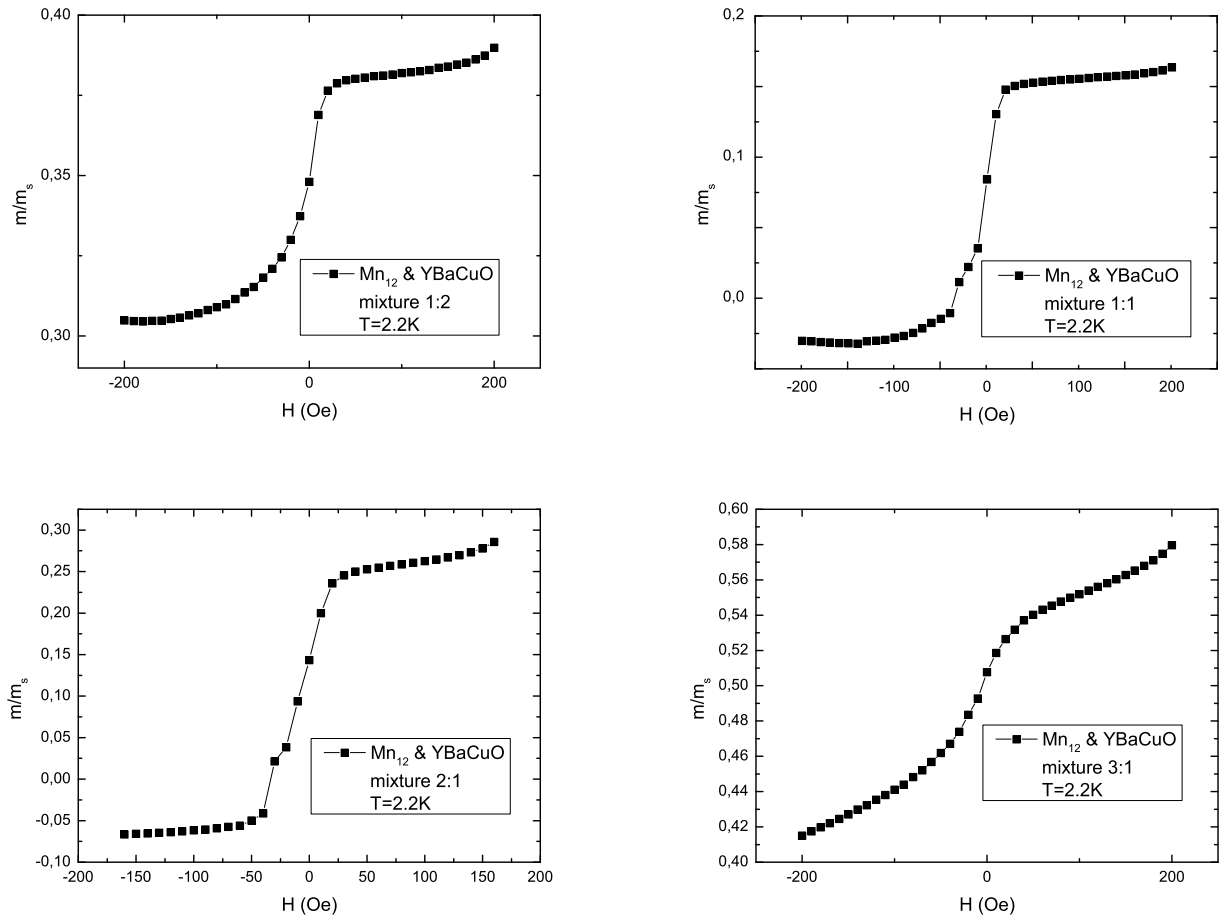 0,40
0,35
0,30
m/ms
-200
0
200
H (Oe)
Mn12 & YBaCuO
mixture 1:2
T=2.2K
0,2
0,1
0,0
m/ms
-200
-100
0
100
200
H (Oe)
Mn12 & YBaCuO
mixture 1:1
T=2.2K
0,30
0,25
0,20
0,15
0,10
0,05
0,00
-0,05
-0,10
m/ms
-200
-150
-100
-50
0
50
100
150
200
H (Oe)
Mn12 & YBaCuO
mixture 2:1
T=2.2K
0,60
0,58
0,56
0,54
0,52
0,50
0,48
0,46
0,44
0,42
0,40
m/ms
-200
0
200
H (Oe)
Mn12 & YBaCuO
mixture 3:1
T=2.2K